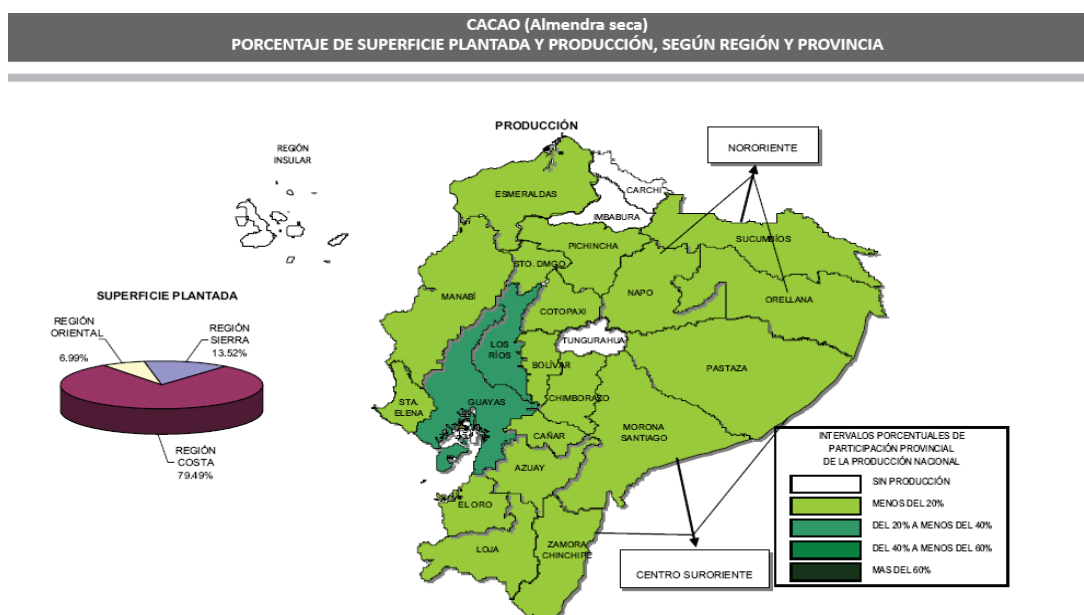 CACAO (Almendra seca)
PORCENTAJE DE SUPERFICIE PLANTADA Y PRODUCCIÓN, SEGÚN REGIÓN Y PROVINCIA
PRODUCCIÓN
REGIÓN
INSULAR
NORORIENTE
CARCHI
ESMERALDAS
IMBABURA
SUCUMBÍOS
PICHINCHA
STO. DMGO
NAPO
ORELLANA
MANABÍ
COTOPAXI
SUPERFICIE PLANTADA
REGIÓN
ORIENTAL
6.99%
REGIÓN
SIERRA
13.52%
REGIÓN
COSTA
79.49%
LOS
RÍOS
TUNGURAHUA
BOLÍVAR
PASTAZA
STA.
ELENA
GUAYAS
CHIMBORAZO
MORONA
SANTIAGO
CAÑAR
AZUAY
EL ORO
LOJA
ZAMORA
CHINCHIPE
CENTRO SURORIENTE
INTERVALOS PORCENTUALES DE
PARTICIPACIÓN PROVINCIAL
DE LA PRODUCCIÓN NACIONAL
SIN PRODUCCIÓN
MENOS DEL 20%
DEL 20% A MENOS DEL 40%
DEL 40% A MENOS DEL 60%
MAS DEL 60%